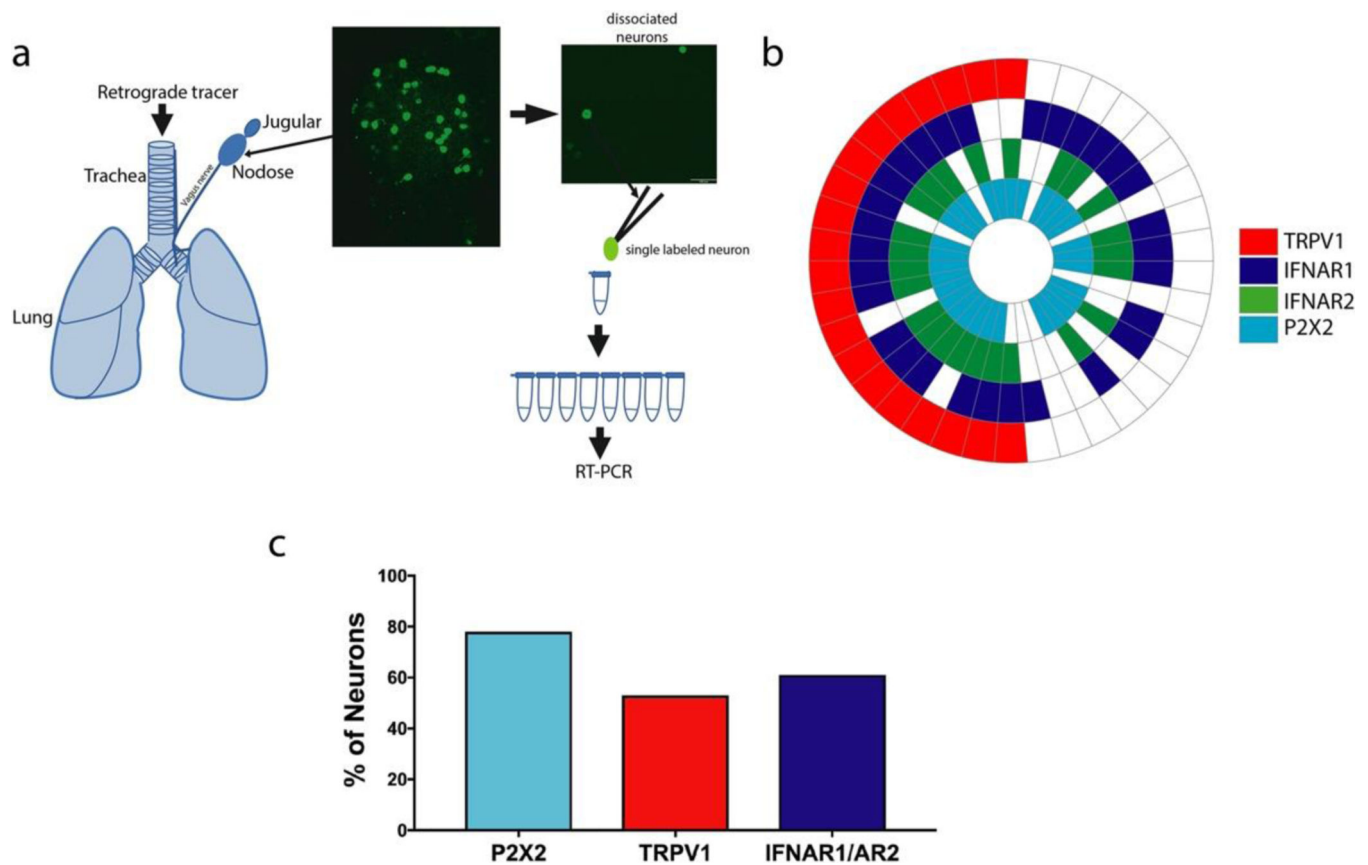 a
Retrograde tracer
Jugular
Trachea
Nodose
Vagus nerve
Lung
dissociated
neurons
single labeled neuron
RT-PCR
b
TRPV1
IFNAR1
IFNAR2
P2X2
c
% of Neurons
100
80
60
40
20
0
P2X2
TRPV1
IFNAR1/AR2